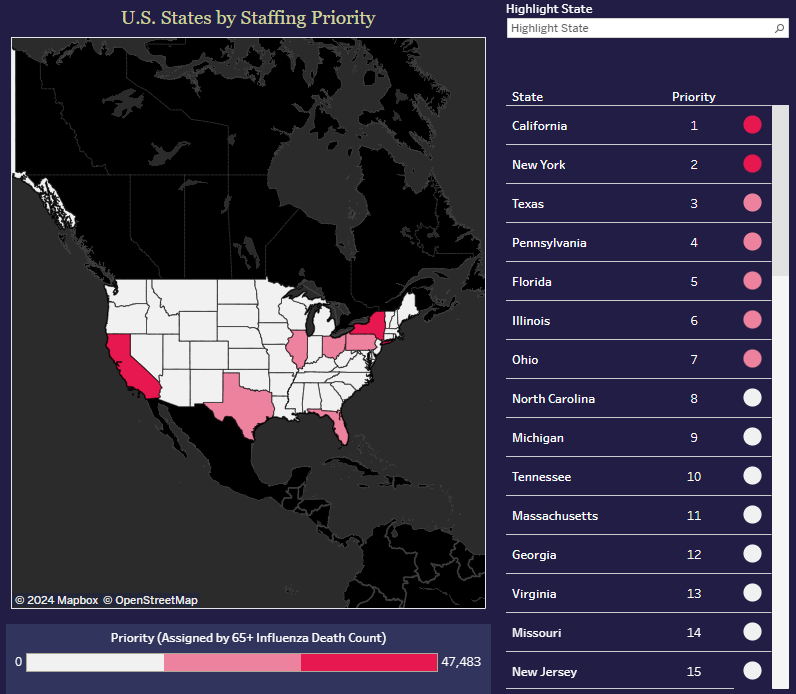 U.S. States by Staffing Priority
© 2024 Mapbox © OpenStreetMap
Priority (Assigned by 65+ Influenza Death Count)
0 47,483
Highlight State
Highlight State
State Priority
California 1
New York 2
Texas 3
Pennsylvania 4
Florida 5
Illinois 6
Ohio 7
North Carolina 8
Michigan 9
Tennessee 10
Massachusetts 11
Georgia 12
Virginia 13
Missouri 14
New Jersey 15